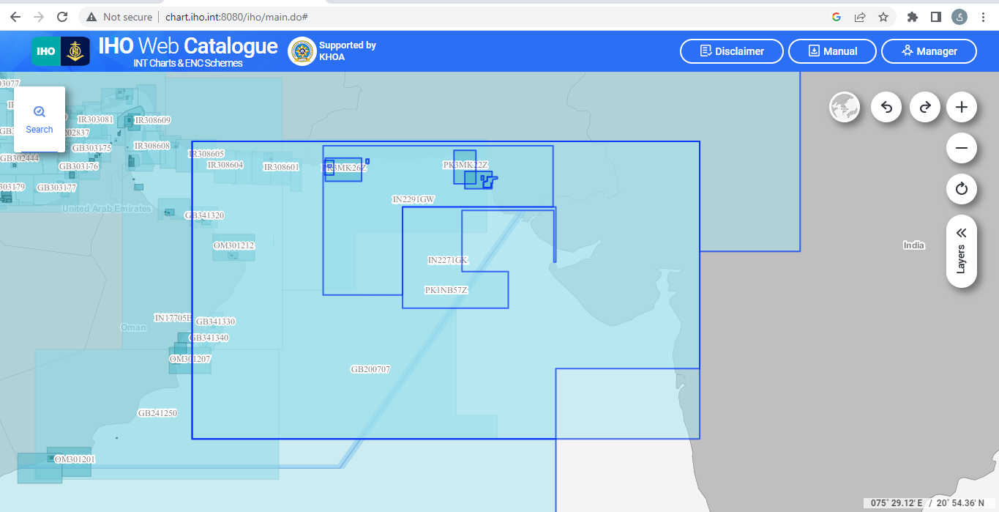 Not secure
chart.iho.int:8080/iho/main.do#
IHO
IHO Web Catalogue
INT Charts & ENC Schemes
Supported by
KHOA
Disclaimer
Manual
Manager
Search
Layers
03077
IR303081
IR308609
202837
GB303175
IR308608
GB302444
GB303176
IR308605
IR308604
IR308601
PK3MK26Z
PK3MK22Z
303179
GB303177
IN2291GW
United Arab Emirates
GB341320
OM301212
India
IN2271GK
PK1NB57Z
IN17705B
GB341330
Oman
GB341340
OM301207
GB200707
GB241250
OM301201
075° 29.12' E / 20° 54.36' N